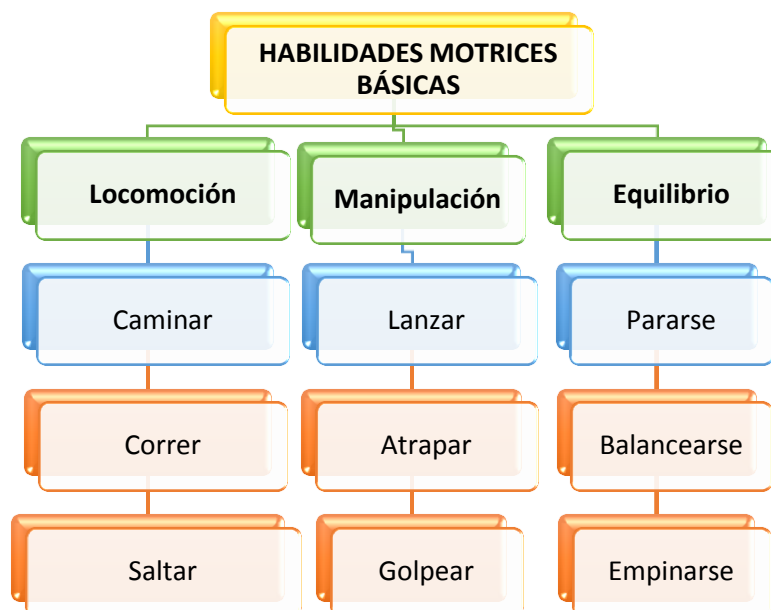 HABILIDADES MOTRICES
BÁSICAS
Locomoción
Manipulación
Equilibrio
Caminar
Lanzar
Pararse
Correr
Atrapar
Balancearse
Saltar
Golpear
Empinarse